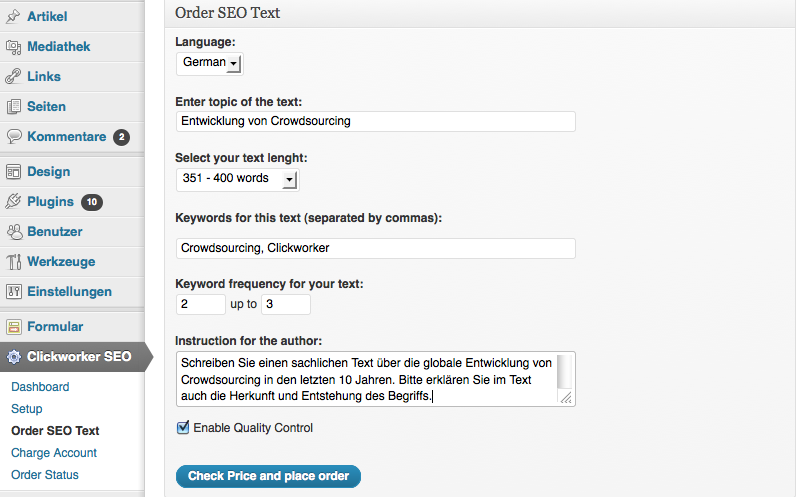 Artikel
Mediathek
Links
Seiten
Kommentare 2
Design
Plugins 10
Benutzer
Werkzeuge
Einstellungen
Formular
Clickworker SEO
Dashboard
Setup
Order SEO Text
Charge Account
Order Status
Order SEO Text
Language:
German
Enter topic of the text:
Entwicklung von Crowdsourcing
Select your text lenght:
351 - 400 words
Keywords for this text (separated by commas):
Crowdsourcing, Clickworker
Keyword frequency for your text:
2 up to 3
Instruction for the author:
Schreiben Sie einen sachlichen Text über die globale Entwicklung von
Crowdsourcing in den letzten 10 Jahren. Bitte erklären Sie im Text
auch die Herkunft und Entstehung des Begriffs.
Enable Quality Control
Check Price and place order